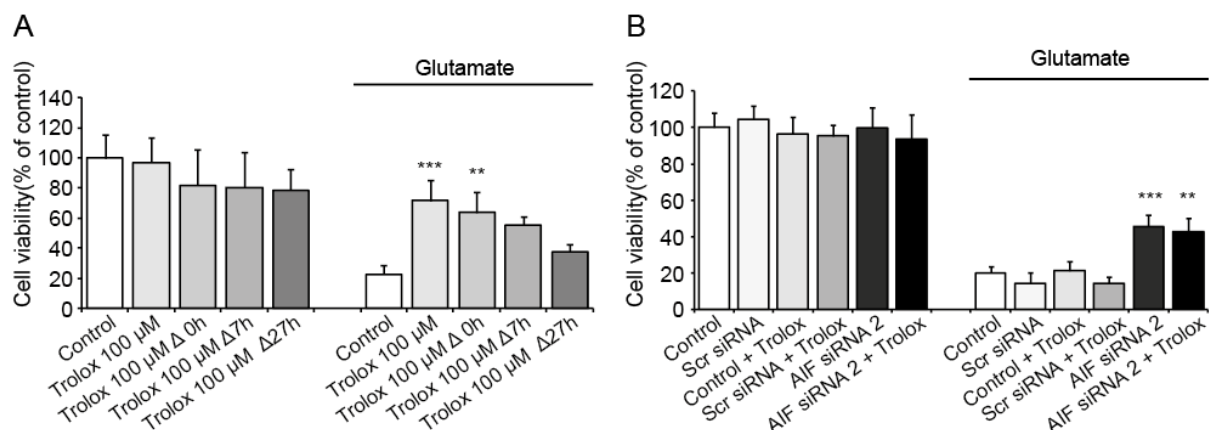 A
Glutamate
Cell viability(% of control)
140
120
100
80
60
40
20
0
***
**
Control
Trolox 100 µM
Trolox 100 µM Δ 0h
Trolox 100 µM Δ7h
Trolox 100 µM Δ27h
Control
Trolox 100 µM
Trolox 100 µM Δ 0h
Trolox 100 µM Δ7h
Trolox 100 µM Δ27h
B
Glutamate
Cell viability(% of control)
120
100
80
60
40
20
0
***
**
Control
Scr siRNA
Control + Trolox
Scr siRNA + Trolox
AIF siRNA 2
AIF siRNA 2 + Trolox
Control
Scr siRNA
Control + Trolox
Scr siRNA + Trolox
AIF siRNA 2
AIF siRNA 2 + Trolox